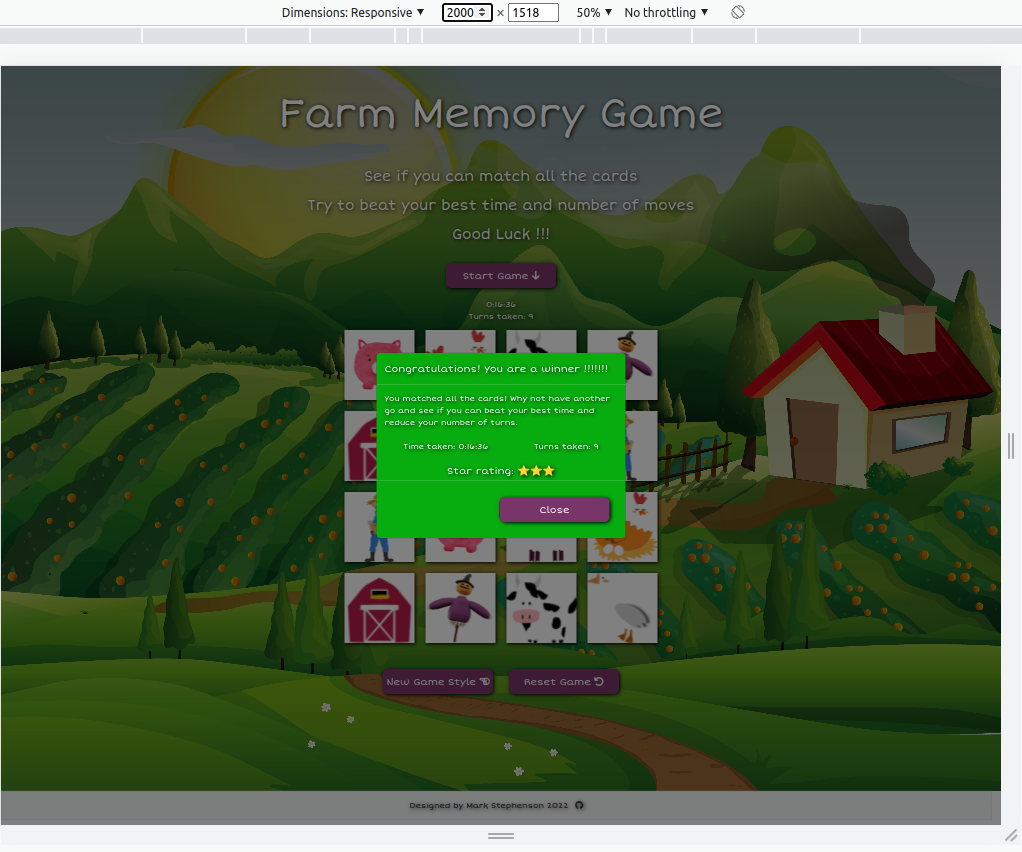 Dimensions: Responsive ▼ 2000 × 1518 50% ▼ No throttling ▼
Farm Memory Game
See if you can match all the cards
Try to beat your best time and number of moves
Good Luck !!!
Start Game
0:16:36
Turns taken: 9
Congratulations! You are a winner !!!!!!!
You matched all the cards! Why not have another
go and see if you can beat your best time and
reduce your number of turns.
Time taken: 0:16:36 Turns taken: 9
Star rating: ⭐⭐⭐
Close
New Game Style Reset Game
Designed by Mark Stephenson 2022